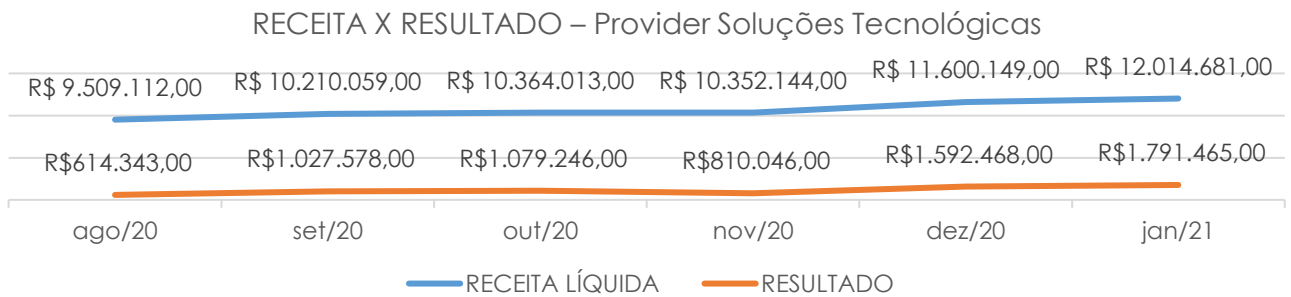 RECEITA X RESULTADO – Provider Soluções Tecnológicas
R$ 9.509.112,00 R$ 10.210.059,00 R$ 10.364.013,00 R$ 10.352.144,00 R$ 11.600.149,00 R$ 12.014.681,00
R$614.343,00 R$1.027.578,00 R$1.079.246,00 R$810.046,00 R$1.592.468,00 R$1.791.465,00
ago/20 set/20 out/20 nov/20 dez/20 jan/21
RECEITA LÍQUIDA RESULTADO